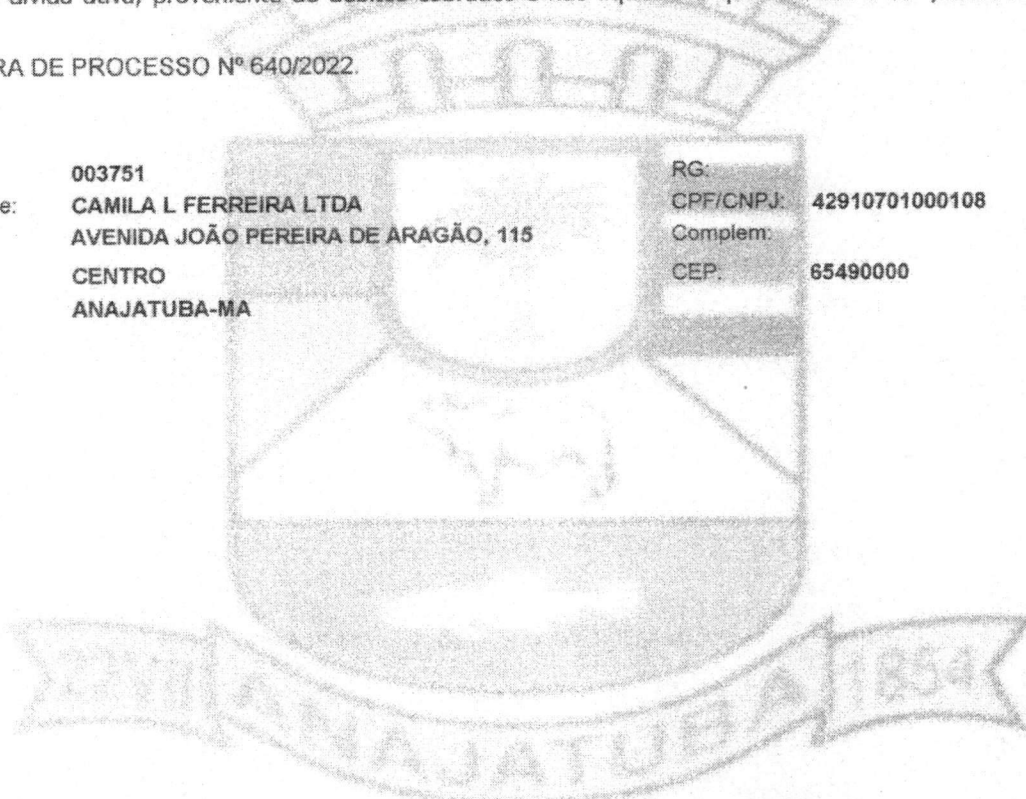 RA DE PROCESSO Nº 640/2022.
003751
RG:
e: CAMILA L FERREIRA LTDA
CPF/CNPJ: 42910701000108
AVENIDA JOÃO PEREIRA DE ARAGÃO, 115
Complem:
CENTRO
CEP: 65490000
ANAJATUBA-MA
ANAJATUBA
1854